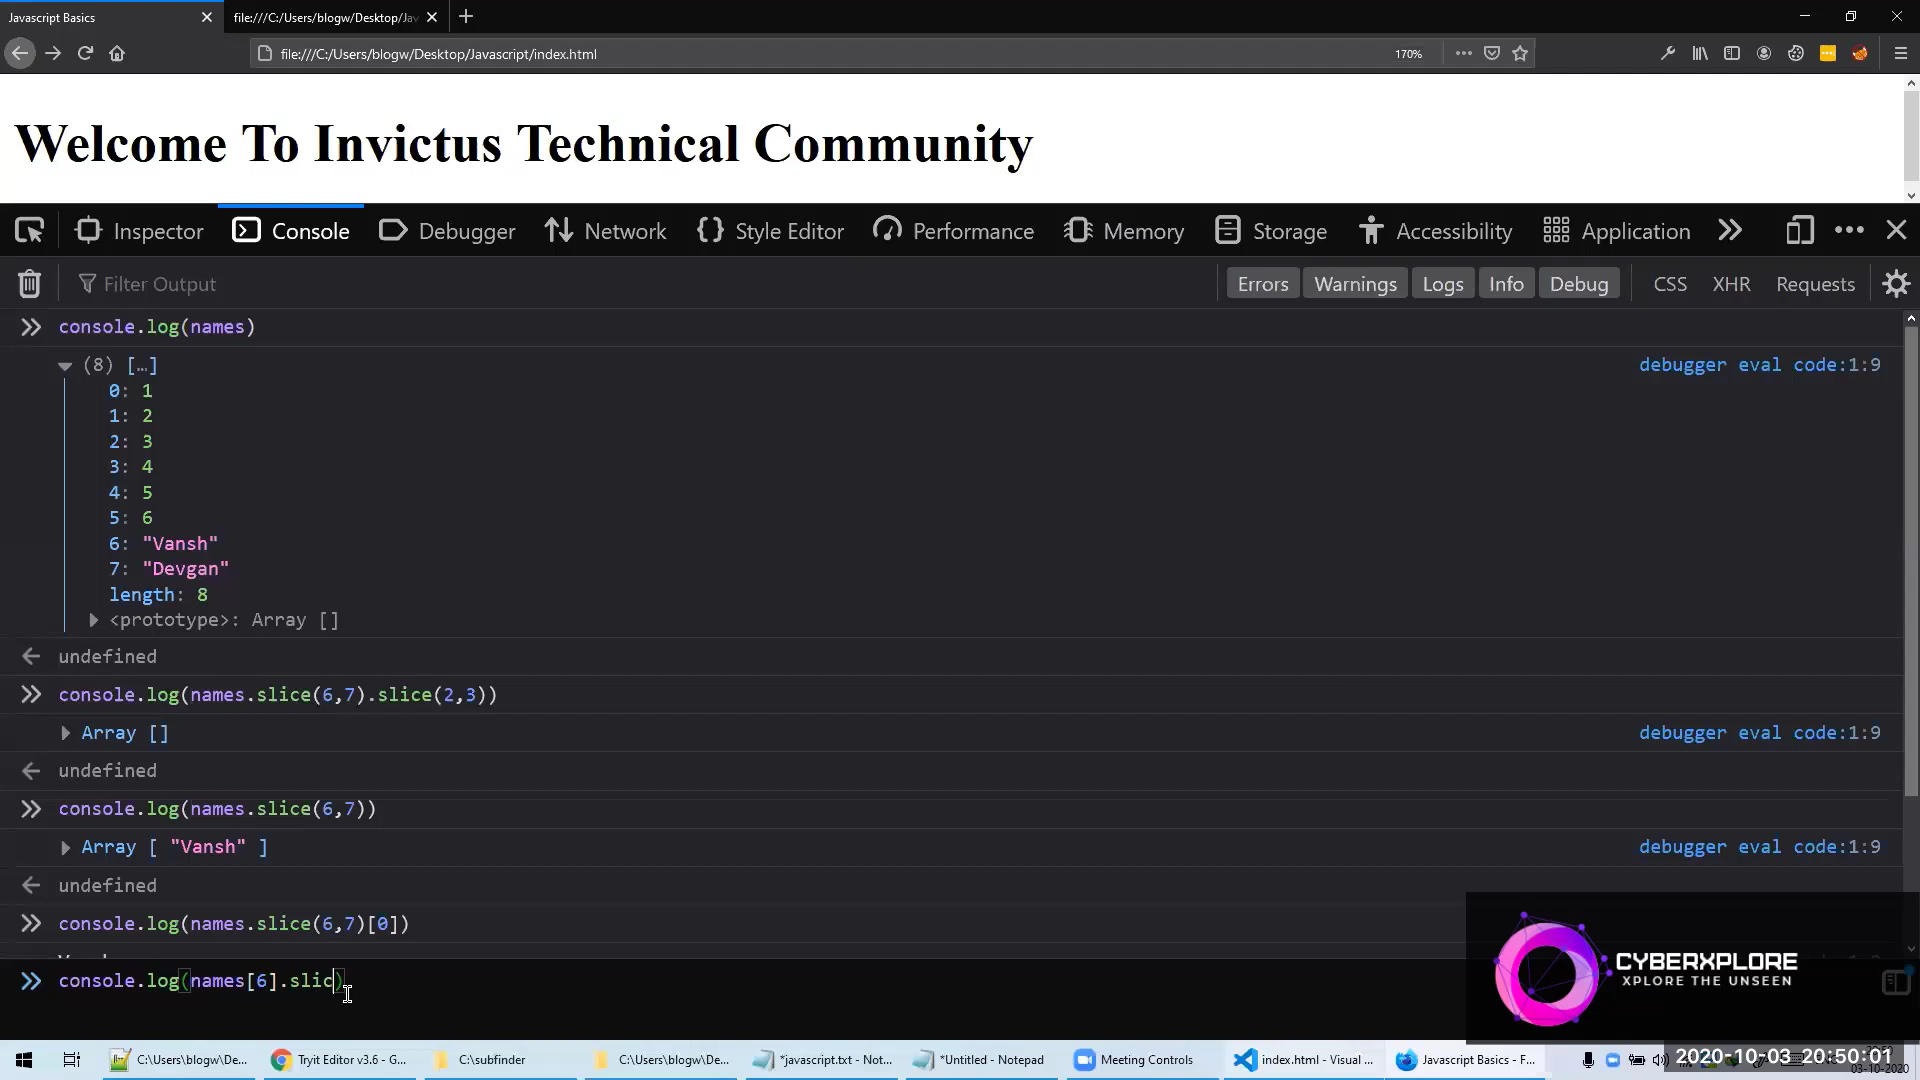 Javascript Basics
file:///C:/Users/blogw/Desktop/Jav
file:///C:/Users/blogw/Desktop/Javascript/index.html
170%
Welcome To Invictus Technical Community
Inspector
Console
Debugger
Network
Style Editor
Performance
Memory
Storage
Accessibility
Application
Filter Output
Errors
Warnings
Logs
Info
Debug
CSS
XHR
Requests
console.log(names)
(8) […]
debugger eval code:1:9
0: 1
1: 2
2: 3
3: 4
4: 5
5: 6
6: "Vansh"
7: "Devgan"
length: 8
<prototype>: Array []
undefined
console.log(names.slice(6,7).slice(2,3))
Array []
debugger eval code:1:9
undefined
console.log(names.slice(6,7))
Array [ "Vansh" ]
debugger eval code:1:9
undefined
console.log(names.slice(6,7)[0])
console.log(names[6].slic)
CYBERXPLORE
XPLORE THE UNSEEN
C:\Users\blogw\De...
Tryit Editor v3.6 - G...
C:\subfinder
C:\Users\blogw\De...
*javascript.txt - Not...
*Untitled - Notepad
Meeting Controls
index.html - Visual ...
Javascript Basics - F...
2020-10-03 20:50:01
03-10-2020